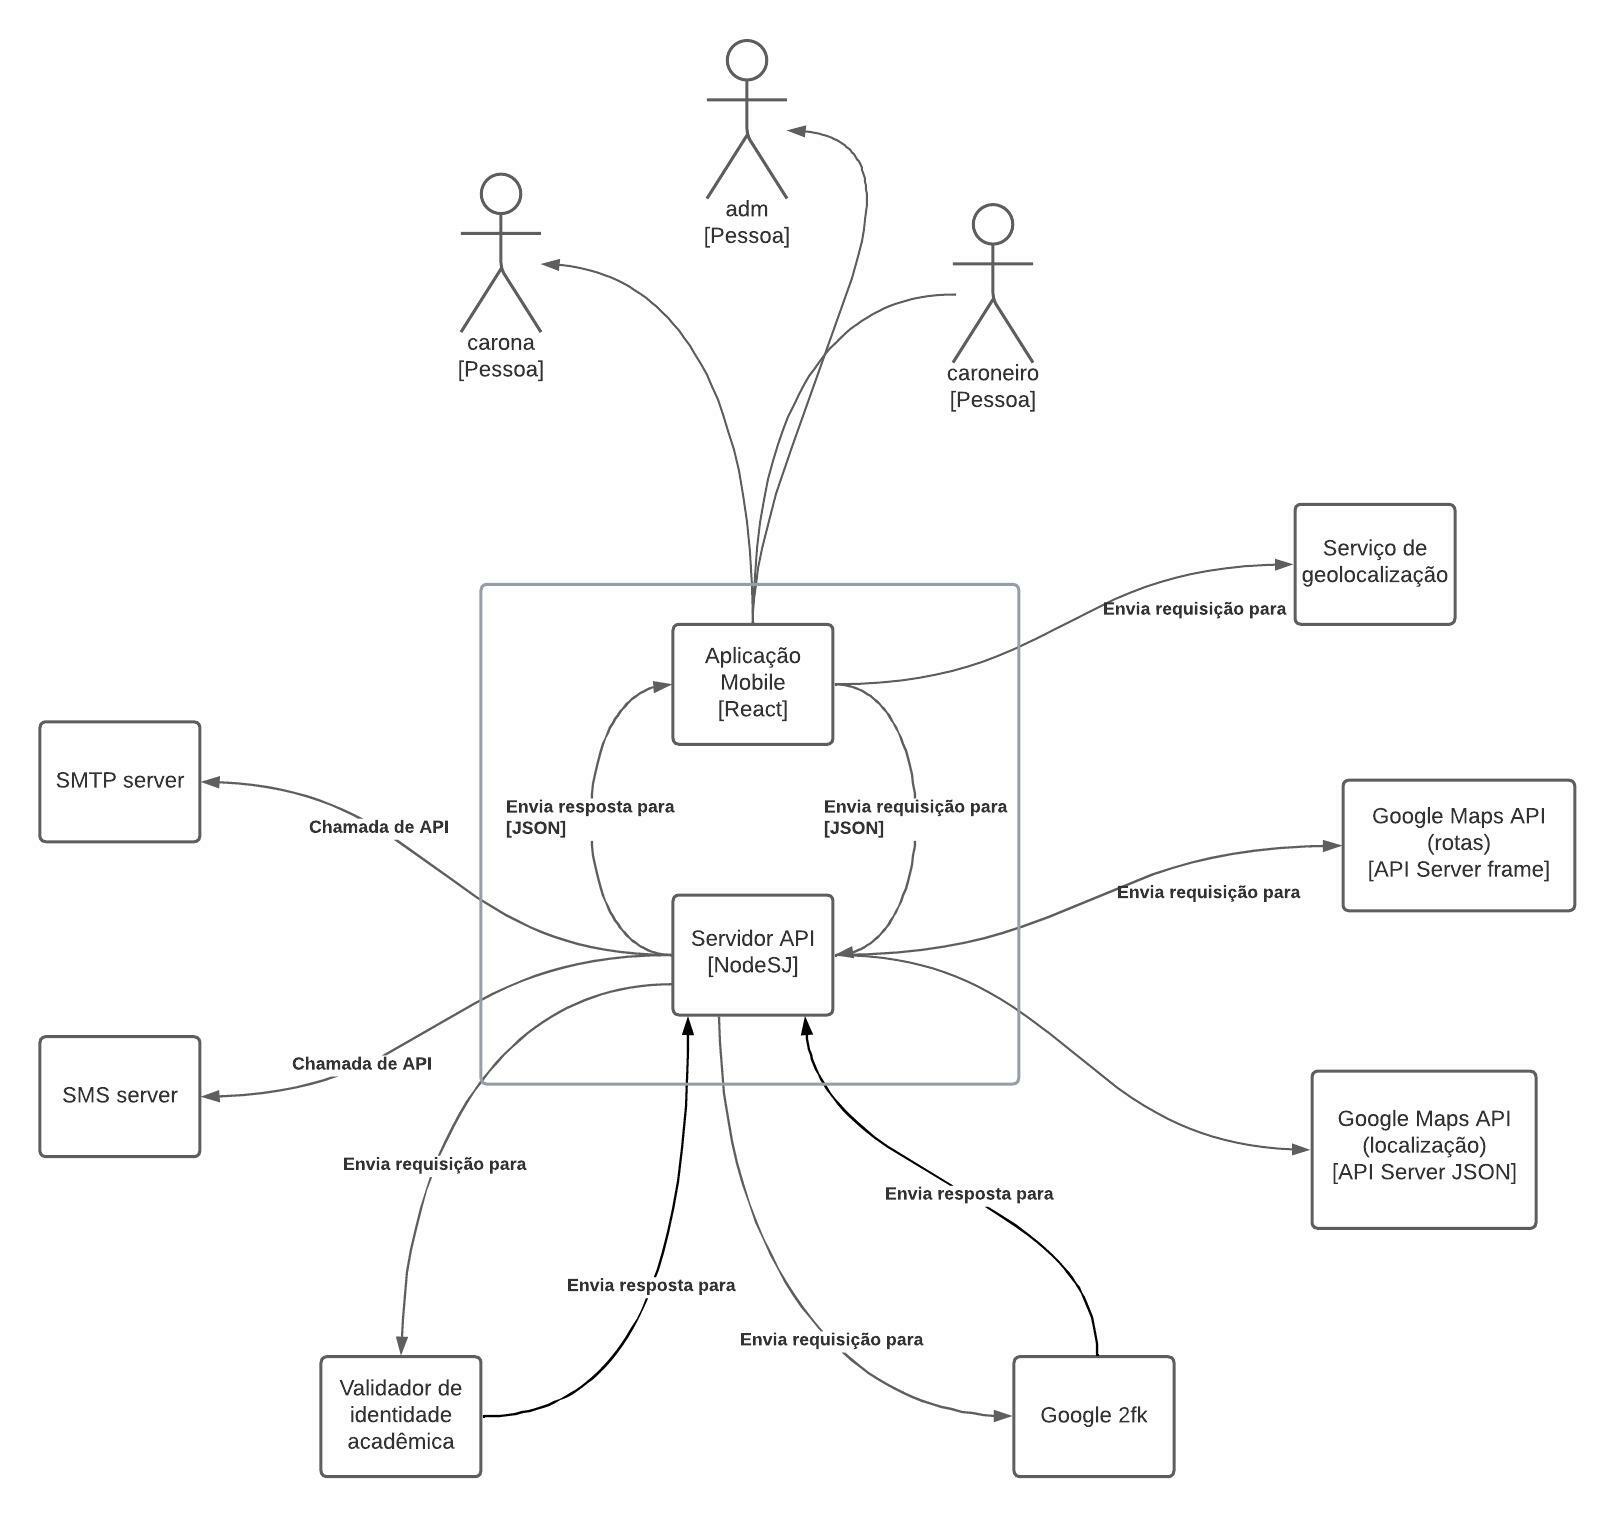 adm
[Pessoa]
carona
[Pessoa]
caroneiro
[Pessoa]
Serviço de
geolocalização
Envia requisição para
Aplicação
Mobile
[React]
SMTP server
Chamada de API
Envia resposta para
[JSON]
Envia requisição para
[JSON]
Google Maps API
(rotas)
[API Server frame]
Envia requisição para
Servidor API
[NodeSJ]
SMS server
Chamada de API
Google Maps API
(localização)
[API Server JSON]
Envia requisição para
Envia resposta para
Envia resposta para
Envia requisição para
Validador de
identidade
acadêmica
Google 2fk